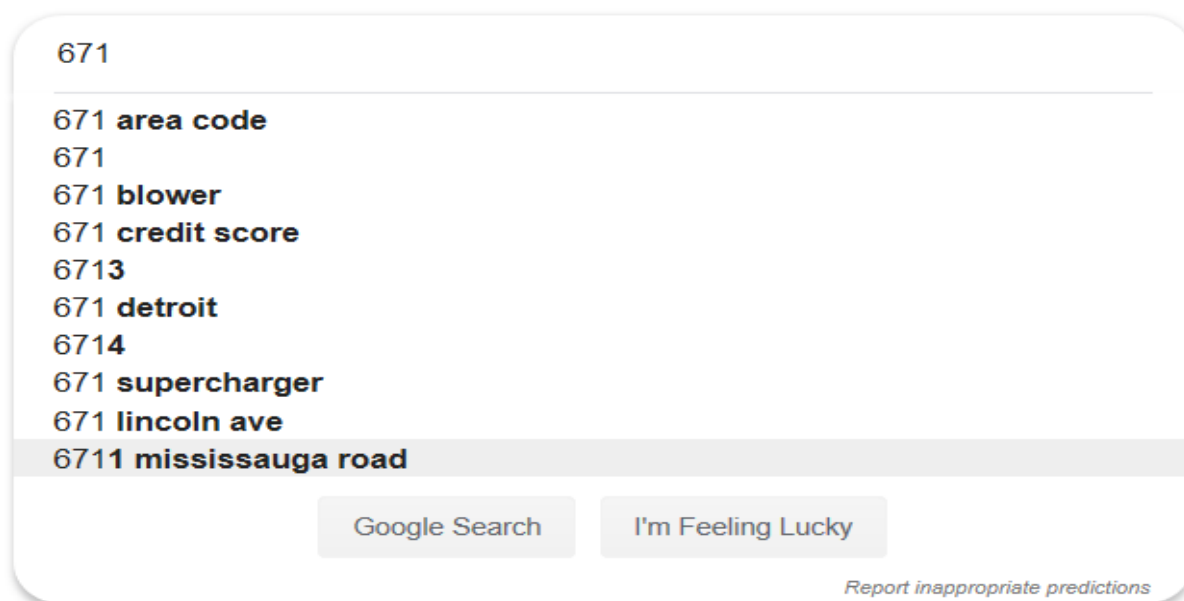 671
671 area code
671
671 blower
671 credit score
6713
671 detroit
6714
671 supercharger
671 lincoln ave
6711 mississauga road
Google Search I'm Feeling Lucky
Report inappropriate predictions